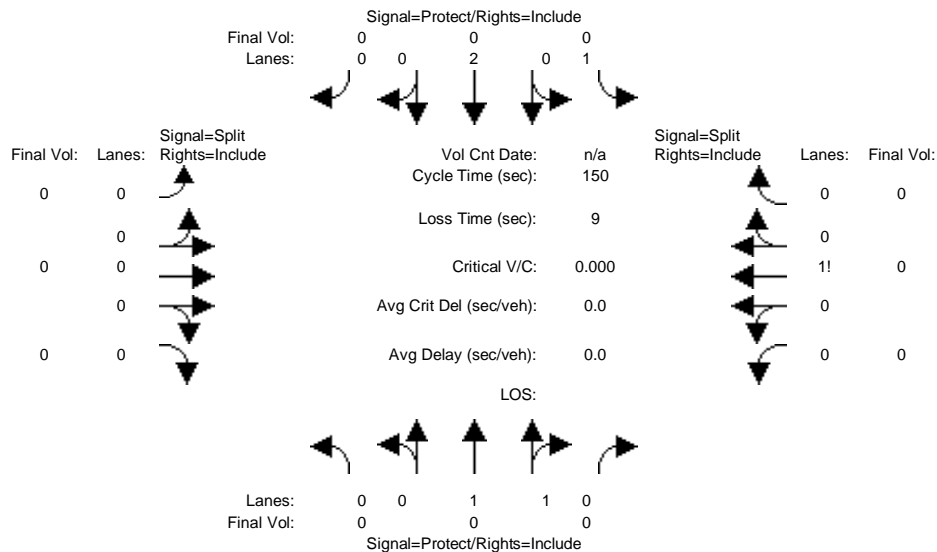 Signal=Protect/Rights=Include
Final Vol: 0 0 0
Lanes: 0 0 2 0 1
Signal=Split
Final Vol: Lanes: Rights=Include
Vol Cnt Date: n/a
Signal=Split
Rights=Include Lanes: Final Vol:
Cycle Time (sec): 150
0 0
0 0
Loss Time (sec): 9
0
0
0 0
Critical V/C: 0.000
1! 0
0
Avg Crit Del (sec/veh): 0.0
0
0 0
Avg Delay (sec/veh): 0.0
0 0
LOS:
Lanes: 0 0 1 1 0
Final Vol: 0 0 0
Signal=Protect/Rights=Include